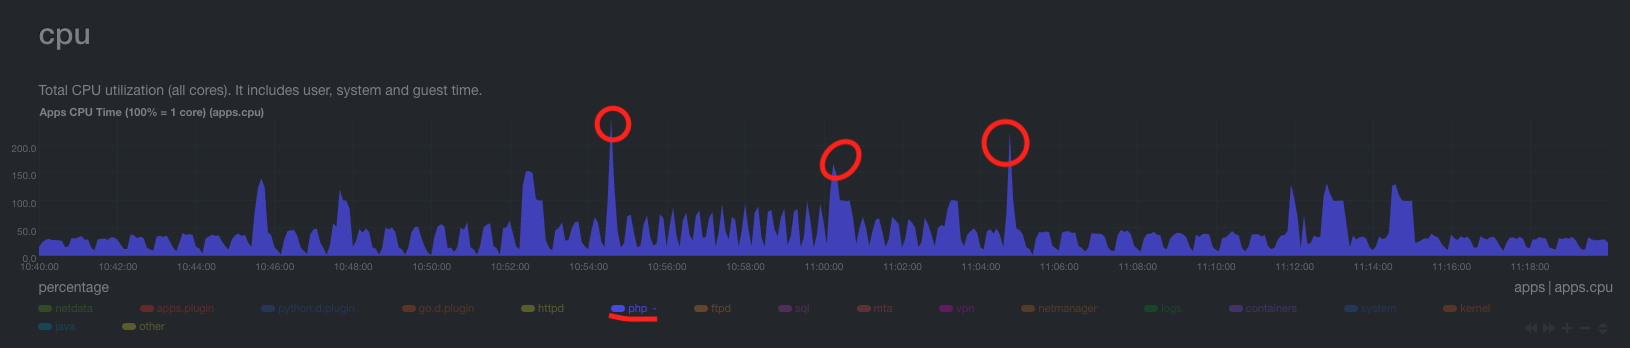 cpu
Total CPU utilization (all cores). It includes user, system and guest time.
Apps CPU Time (100% = 1 core) (apps.cpu)
200.0
150.0
100.0
50.0
0.0
10:40:00 10:42:00 10:44:00 10:46:00 10:48:00 10:50:00 10:52:00 10:54:00 10:56:00 10:58:00 11:00:00 11:02:00 11:04:00 11:06:00 11:08:00 11:10:00 11:12:00 11:14:00 11:16:00 11:18:00
percentage apps | apps.cpu
netdata apps.plugin python.d.plugin go.d.plugin httpd php - ftpd sql mta vpn netmanager logs containers system kernel
java other